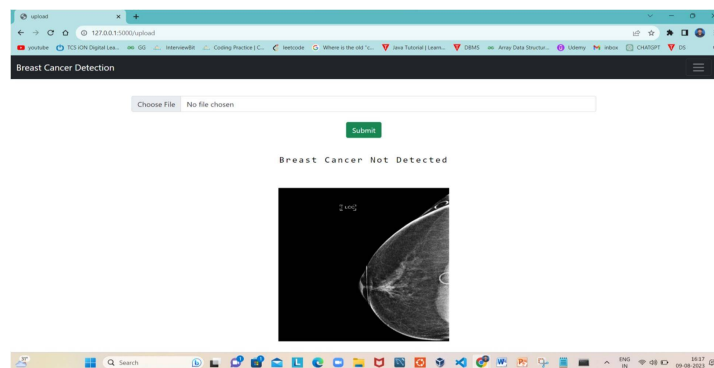 upload
127.0.0.1:5000/upload
youtube TCS iON Digital Lea... GG InterviewBit Coding Practice | C... leetcode Where is the old "c... Java Tutorial | Learn... DBMS Array Data Structur... Udemy inbox CHATGPT DS
Breast Cancer Detection
Choose File No file chosen
Submit
Breast Cancer Not Detected
37°
Search
ENG
IN
16:17
09-08-2023